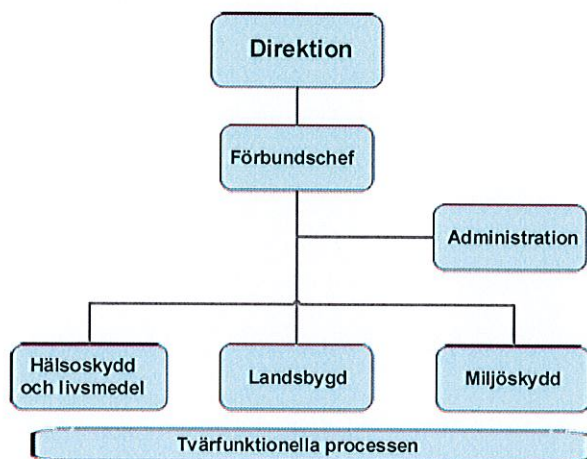 Direktion
Förbundschef
Administration
Hälsoskydd
och livsmedel
Landsbygd
Miljöskydd
Tvärfunktionella processen